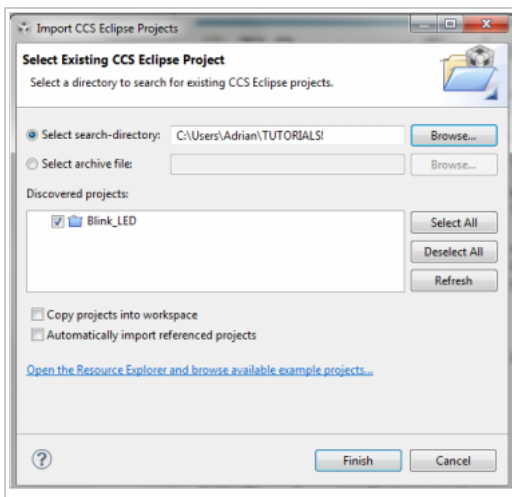 Import CCS Eclipse Projects
Select Existing CCS Eclipse Project
Select a directory to search for existing CCS Eclipse projects.
Select search-directory: C:\Users\Adrian\TUTORIALS! Browse...
Select archive file: Browse...
Discovered projects:
Blink_LED
Select All
Deselect All
Refresh
Copy projects into workspace
Automatically import referenced projects
Open the Resource Explorer and browse available example projects...
? Finish Cancel